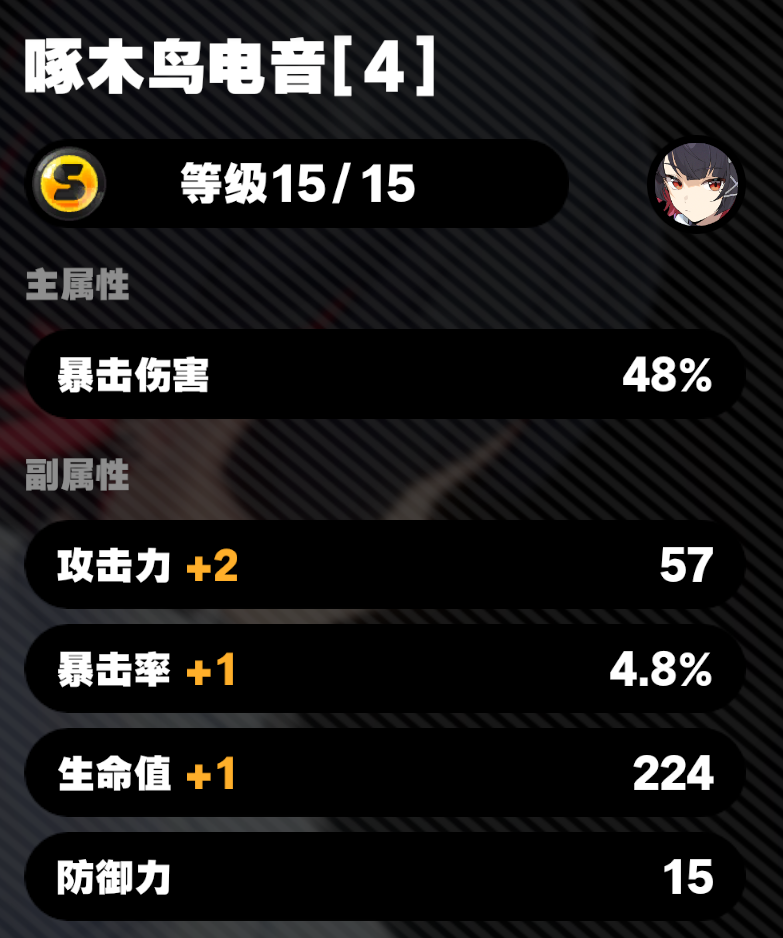 啄木鸟电音[4]
S 等级15/15
主属性
暴击伤害 48%
副属性
攻击力 +2 57
暴击率 +1 4.8%
生命值 +1 224
防御力 15